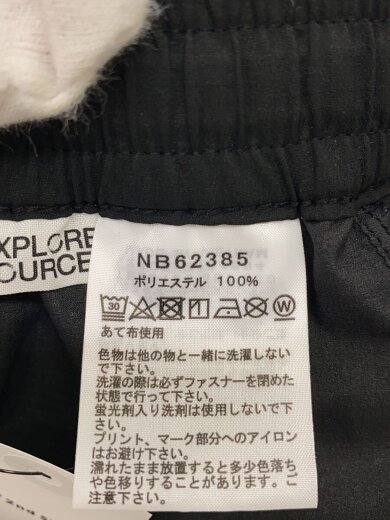 XPLORE
OURCE
NB62385
ポリエステル 100%
30 W
あて布使用
色物は他の物と一緒に洗濯しない
で下さい。
洗濯の際は必ずファスナーを閉めた
状態で行って下さい。
蛍光剤入り洗剤は使用しないで
下さい。
プリント、マーク部分へのアイロン
はお避け下さい。
濡れたまま放置すると多少色落ち
や色移りすることがあります。ご
注意下さい。
2nd S